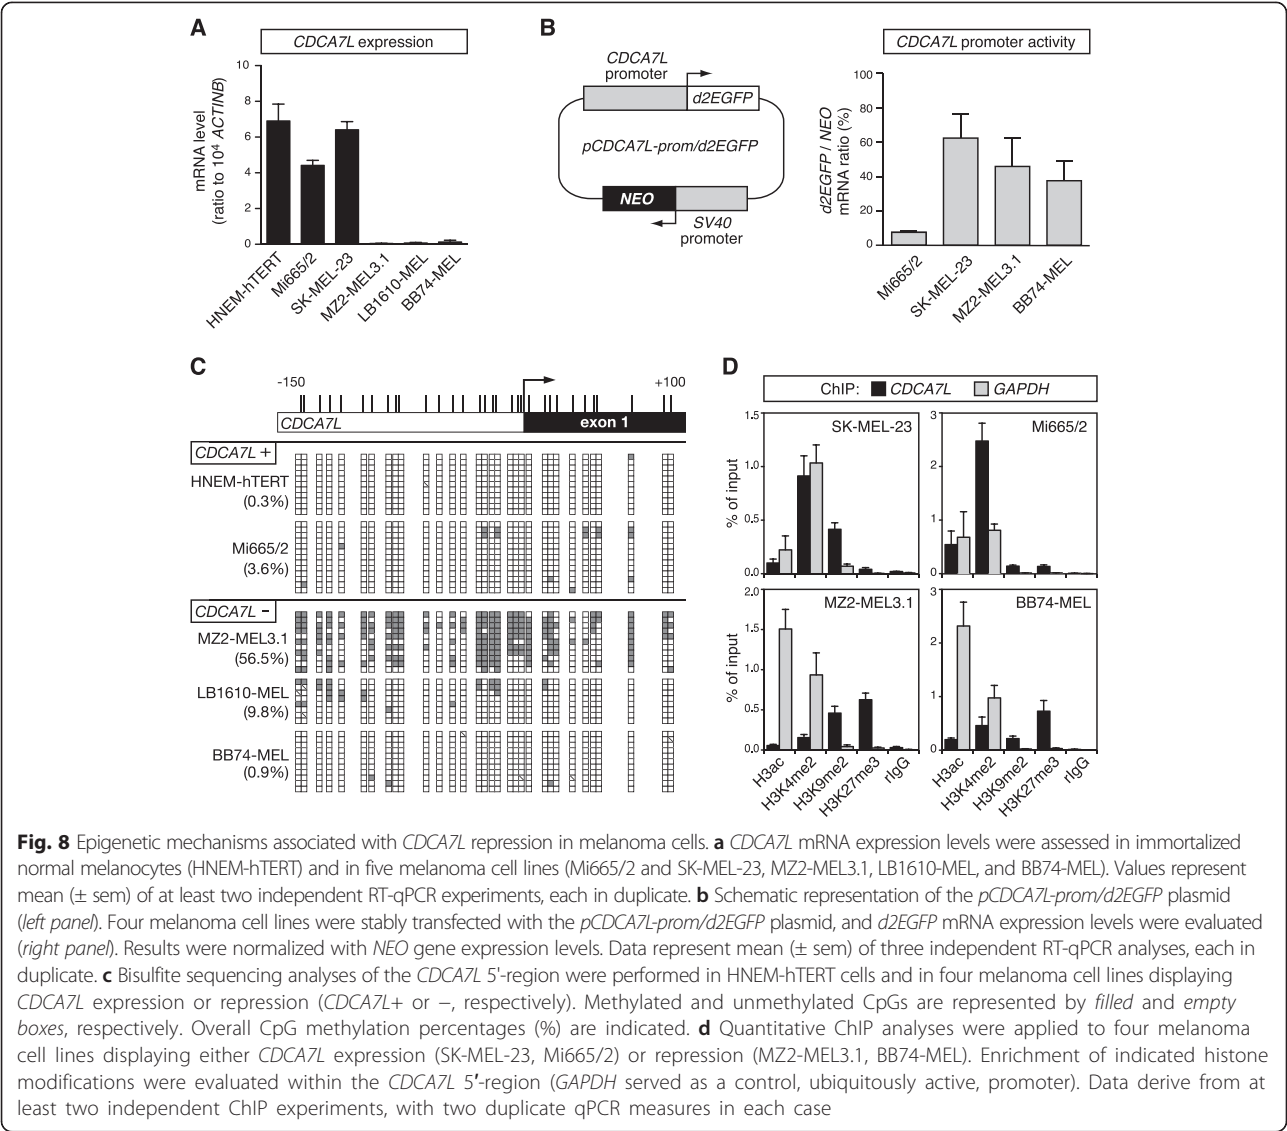 A
CDCA7L expression
mRNA level
(ratio to 10⁴ ACTINB)
10
8
6
4
2
0
HNEM-hTERT
Mi665/2
SK-MEL-23
MZ2-MEL3.1
LB1610-MEL
BB74-MEL
B
CDCA7L
promoter
d2EGFP
pCDCA7L-prom/d2EGFP
NEO
SV40
promoter
CDCA7L promoter activity
d2EGFP / NEO
mRNA ratio (%)
100
80
60
40
20
0
Mi665/2
SK-MEL-23
MZ2-MEL3.1
BB74-MEL
C
-150
+100
CDCA7L
exon 1
CDCA7L +
HNEM-hTERT
(0.3%)
Mi665/2
(3.6%)
CDCA7L -
MZ2-MEL3.1
(56.5%)
LB1610-MEL
(9.8%)
BB74-MEL
(0.9%)
D
ChIP: CDCA7L GAPDH
% of input
1.5
1.0
0.5
0.0
SK-MEL-23
3
2
1
0
Mi665/2
% of input
2.0
1.5
1.0
0.5
0.0
MZ2-MEL3.1
H3ac
H3K4me2
H3K9me2
H3K27me3
rIgG
3
2
1
0
BB74-MEL
H3ac
H3K4me2
H3K9me2
H3K27me3
rIgG
Fig. 8 Epigenetic mechanisms associated with CDCA7L repression in melanoma cells. a CDCA7L mRNA expression levels were assessed in immortalized
normal melanocytes (HNEM-hTERT) and in five melanoma cell lines (Mi665/2 and SK-MEL-23, MZ2-MEL3.1, LB1610-MEL, and BB74-MEL). Values represent
mean (± sem) of at least two independent RT-qPCR experiments, each in duplicate. b Schematic representation of the pCDCA7L-prom/d2EGFP plasmid
(left panel). Four melanoma cell lines were stably transfected with the pCDCA7L-prom/d2EGFP plasmid, and d2EGFP mRNA expression levels were evaluated
(right panel). Results were normalized with NEO gene expression levels. Data represent mean (± sem) of three independent RT-qPCR analyses, each in
duplicate. c Bisulfite sequencing analyses of the CDCA7L 5'-region were performed in HNEM-hTERT cells and in four melanoma cell lines displaying
CDCA7L expression or repression (CDCA7L+ or −, respectively). Methylated and unmethylated CpGs are represented by filled and empty
boxes, respectively. Overall CpG methylation percentages (%) are indicated. d Quantitative ChIP analyses were applied to four melanoma
cell lines displaying either CDCA7L expression (SK-MEL-23, Mi665/2) or repression (MZ2-MEL3.1, BB74-MEL). Enrichment of indicated histone
modifications were evaluated within the CDCA7L 5′-region (GAPDH served as a control, ubiquitously active, promoter). Data derive from at
least two independent ChIP experiments, with two duplicate qPCR measures in each case